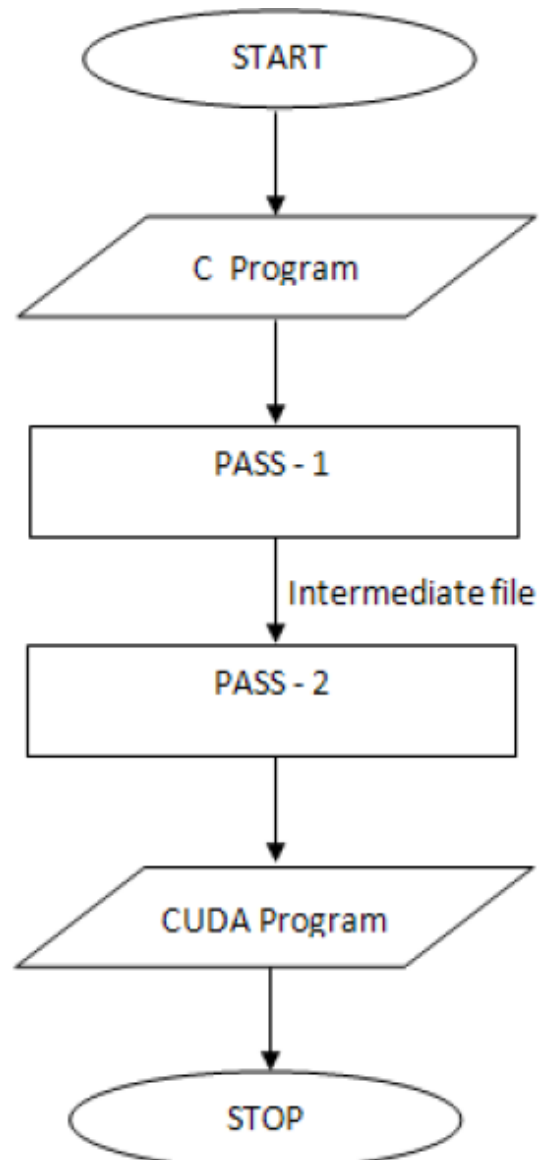 START
C Program
PASS - 1
Intermediate file
PASS - 2
CUDA Program
STOP